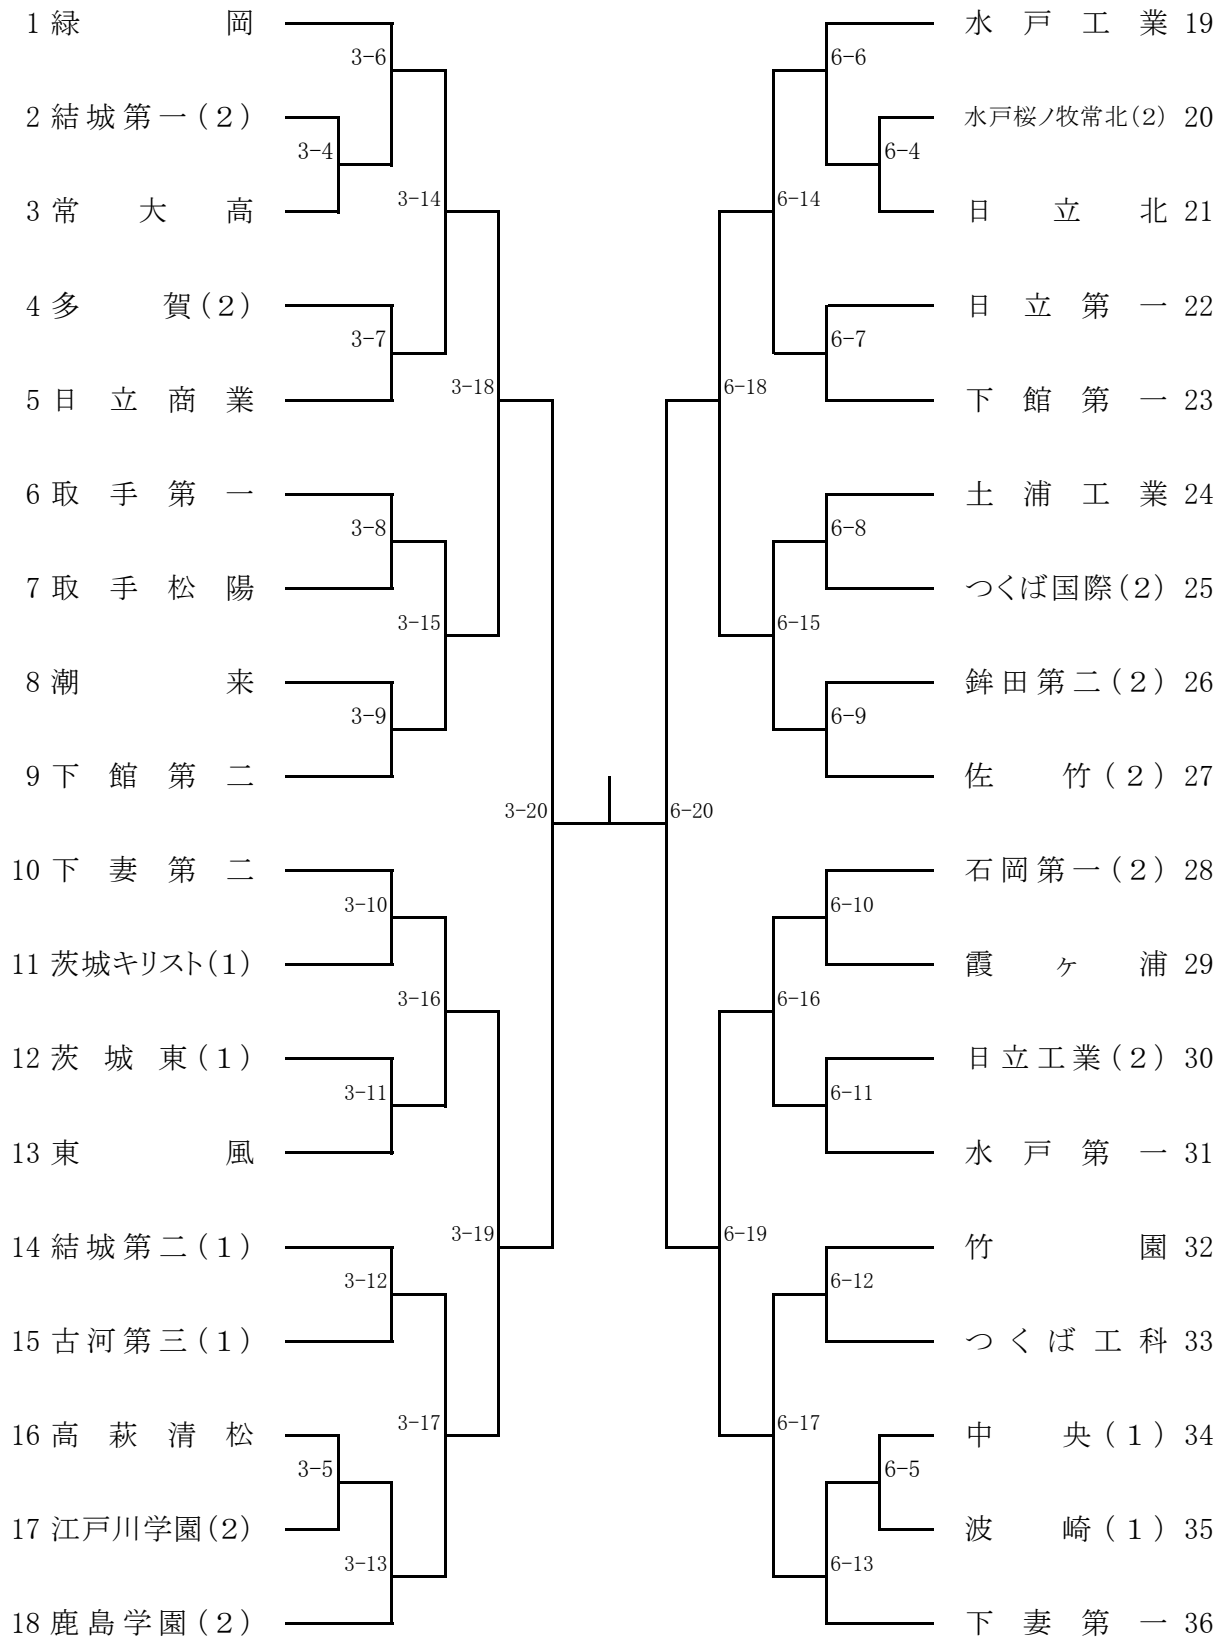 1 緑岡
3-6
2 結城第一(2)
3-4
3 常大高
3-14
4 多賀(2)
3-7
5 日立商業
3-18
6 取手第一
3-8
7 取手松陽
3-15
8 潮来
3-9
9 下館第二
3-20
10 下妻第二
3-10
11 茨城キリスト(1)
3-16
12 茨城東(1)
3-11
13 東風
3-19
14 結城第二(1)
3-12
15 古河第三(1)
3-17
16 高萩清松
3-5
17 江戸川学園(2)
3-13
18 鹿島学園(2)
水戸工業 19
6-6
水戸桜ノ牧常北(2) 20
6-4
日立北 21
6-14
日立第一 22
6-7
下館第一 23
6-18
土浦工業 24
6-8
つくば国際(2) 25
6-15
鉾田第二(2) 26
6-9
佐竹(2) 27
6-20
石岡第一(2) 28
6-10
霞ヶ浦 29
6-16
日立工業(2) 30
6-11
水戸第一 31
6-19
竹園 32
6-12
つくば工科 33
6-17
中央(1) 34
6-5
波崎(1) 35
6-13
下妻第一 36